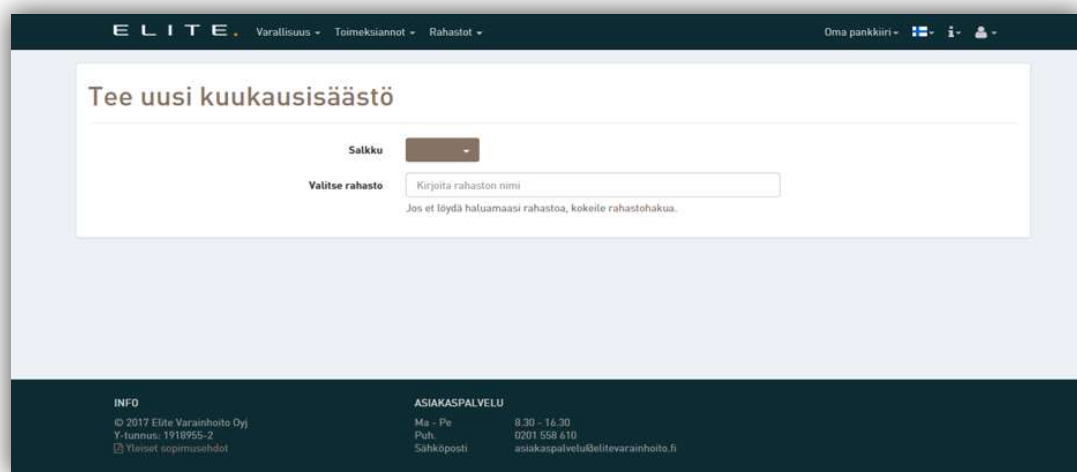 ELITE. Varallisuus Toimeksiannot Rahastot Oma pankkiiri i
Tee uusi kuukausisäästö
Salkku
Valitse rahasto Kirjoita rahaston nimi
Jos et löydä haluamaasi rahastoa, kokeile rahastohakua.
INFO ASIAKASPALVELU
© 2017 Elite Varainhoito Oyj Ma - Pe 8.30 - 16.30
Y-tunnus: 1918955-2 Puh. 0201 558 610
Yleiset sopimusehdot Sähköposti asiakaspalvelu@elitevarainhoito.fi